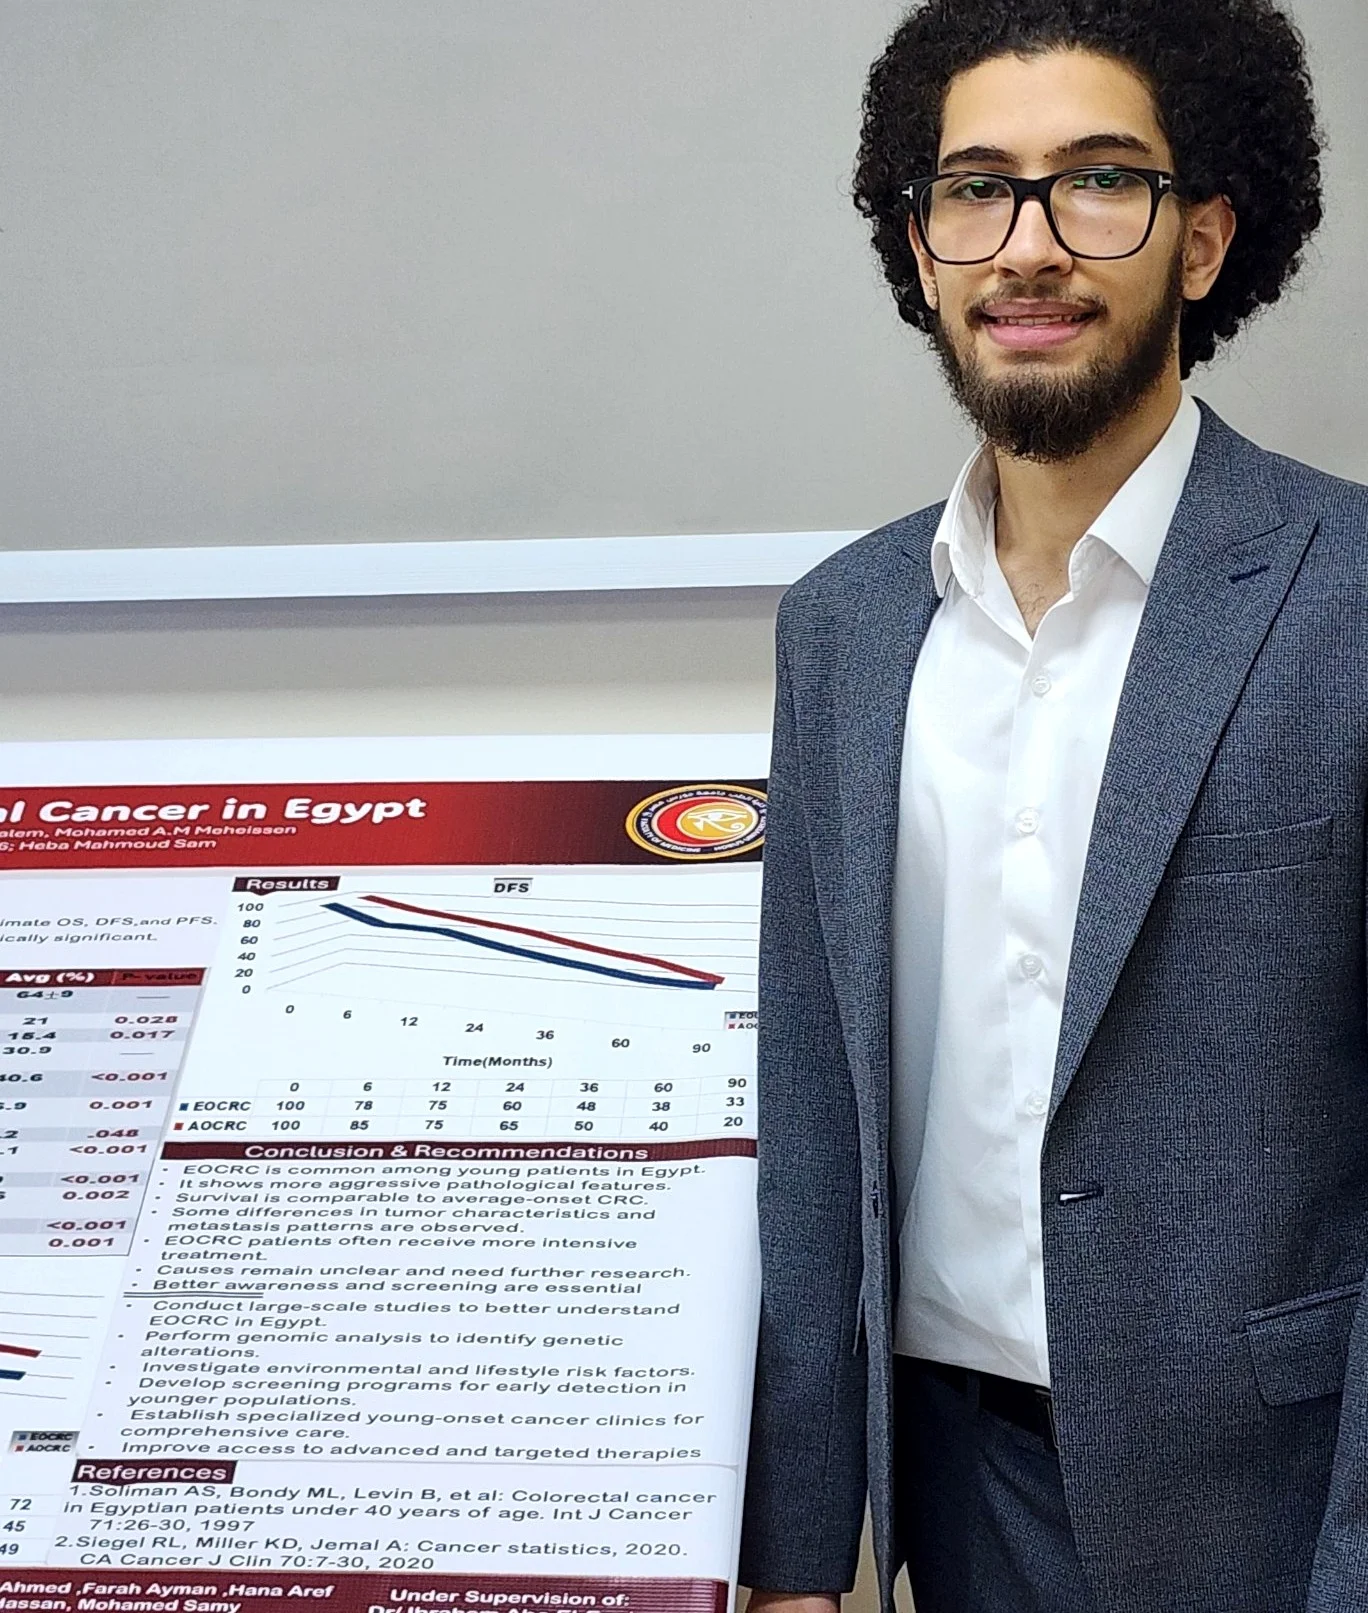 al Cancer in Egypt
alem, Mohamed A.M Meheissen
6; Heba Mahmoud Sam
imate OS, DFS,and PFS.
ically significant.
Avg (%) P- value
64±9
21 0.028
15.4 0.017
30.9
40.6 <0.001
.9 0.001
.2 .048
.1 <0.001
<0.001
0.002
<0.001
0.001
EOCRC
AOCRC
72
45
49
Results
DFS
100
80
60
40
20
0
0 6 12 24 36 60 90
Time(Months)
0 6 12 24 36 60 90
EOCRC 100 78 75 60 48 38 33
AOCRC 100 85 75 65 50 40 20
Conclusion & Recommendations
• EOCRC is common among young patients in Egypt.
• It shows more aggressive pathological features.
• Survival is comparable to average-onset CRC.
• Some differences in tumor characteristics and
metastasis patterns are observed.
• EOCRC patients often receive more intensive
treatment.
• Causes remain unclear and need further research.
• Better awareness and screening are essential
• Conduct large-scale studies to better understand
EOCRC in Egypt.
• Perform genomic analysis to identify genetic
alterations.
• Investigate environmental and lifestyle risk factors.
• Develop screening programs for early detection in
younger populations.
• Establish specialized young-onset cancer clinics for
comprehensive care.
• Improve access to advanced and targeted therapies
References
1.Soliman AS, Bondy ML, Levin B, et al: Colorectal cancer
in Egyptian patients under 40 years of age. Int J Cancer
71:26-30, 1997
2.Siegel RL, Miller KD, Jemal A: Cancer statistics, 2020.
CA Cancer J Clin 70:7-30, 2020
Ahmed ,Farah Ayman ,Hana Aref
Hassan, Mohamed Samy
Under Supervision of: